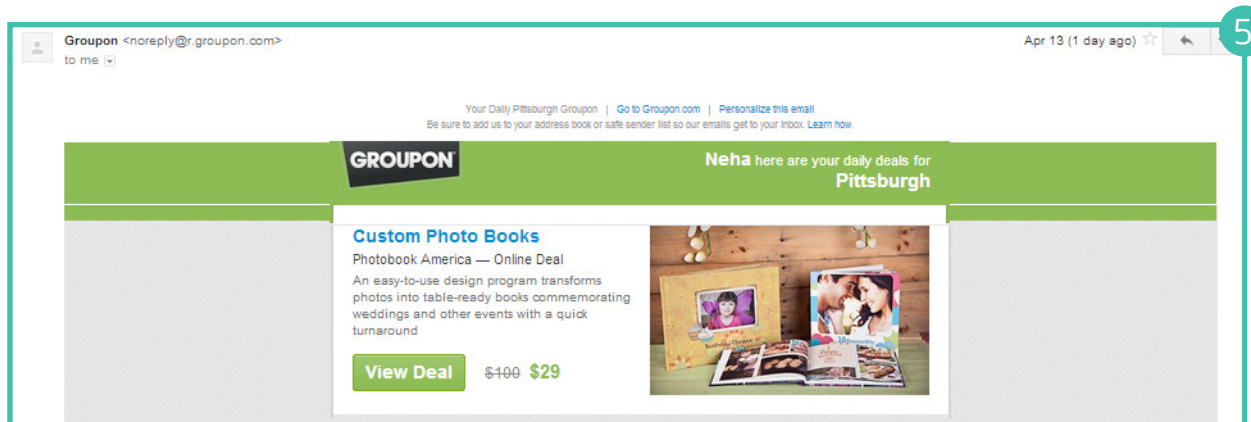 5
Groupon <noreply@r.groupon.com>
Apr 13 (1 day ago)
to me
Your Daily Pittsburgh Groupon | Go to Groupon.com | Personalize this email
Be sure to add us to your address book or safe sender list so our emails get to your inbox. Learn how.
GROUPON
Neha here are your daily deals for
Pittsburgh
Custom Photo Books
Photobook America — Online Deal
An easy-to-use design program transforms
photos into table-ready books commemorating
weddings and other events with a quick
turnaround
View Deal $100 $29